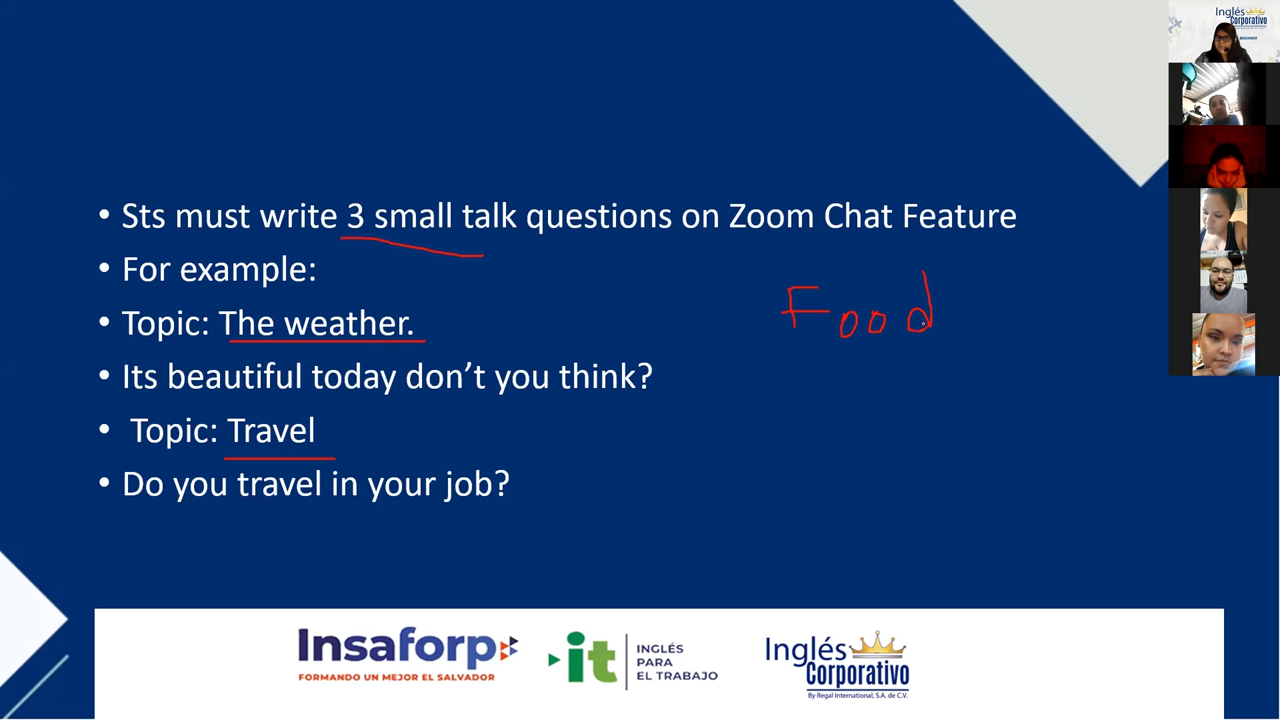 Inglés
Corporativo
BEGINNER
• Sts must write 3 small talk questions on Zoom Chat Feature
• For example:
• Topic: The weather.
Food
• Its beautiful today don’t you think?
• Topic: Travel
• Do you travel in your job?
Insaforp
FORMANDO UN MEJOR EL SALVADOR
it
INGLÉS
PARA
EL TRABAJO
Inglés
Corporativo
By Regal International, S.A. de C.V.